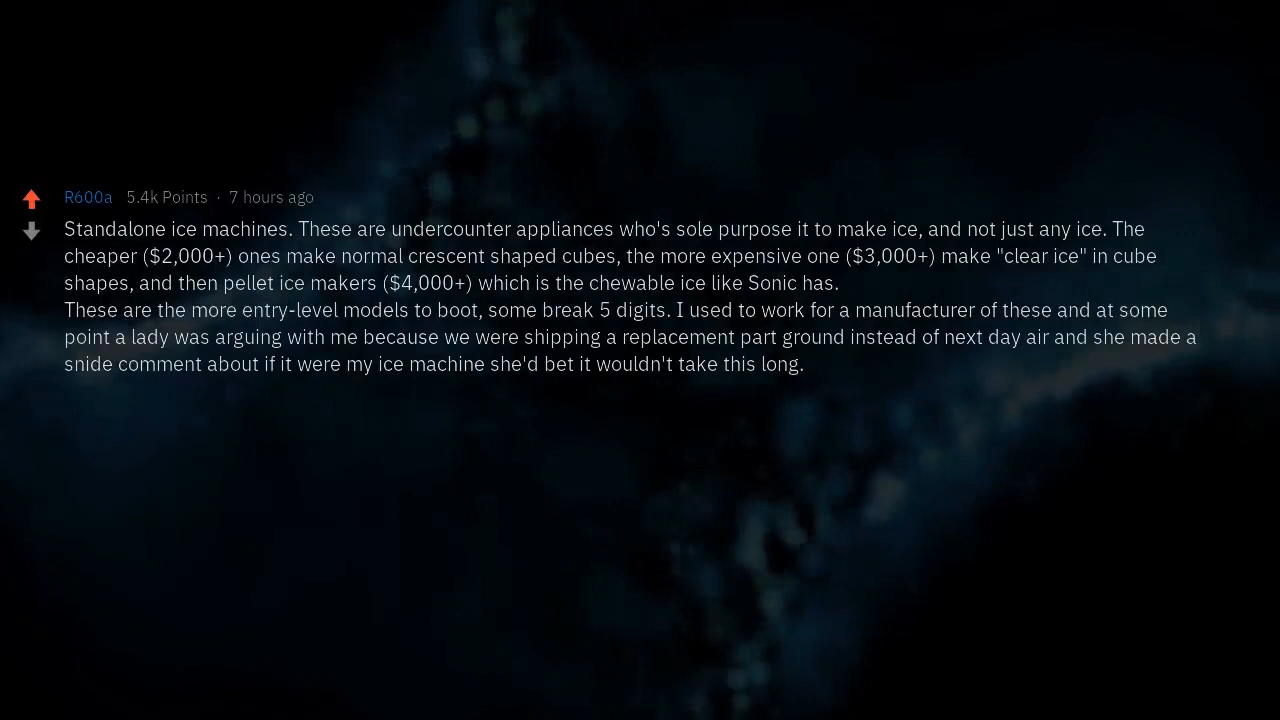 R600a 5.4k Points · 7 hours ago
Standalone ice machines. These are undercounter appliances who's sole purpose it to make ice, and not just any ice. The
cheaper ($2,000+) ones make normal crescent shaped cubes, the more expensive one ($3,000+) make "clear ice" in cube
shapes, and then pellet ice makers ($4,000+) which is the chewable ice like Sonic has.
These are the more entry-level models to boot, some break 5 digits. I used to work for a manufacturer of these and at some
point a lady was arguing with me because we were shipping a replacement part ground instead of next day air and she made a
snide comment about if it were my ice machine she'd bet it wouldn't take this long.